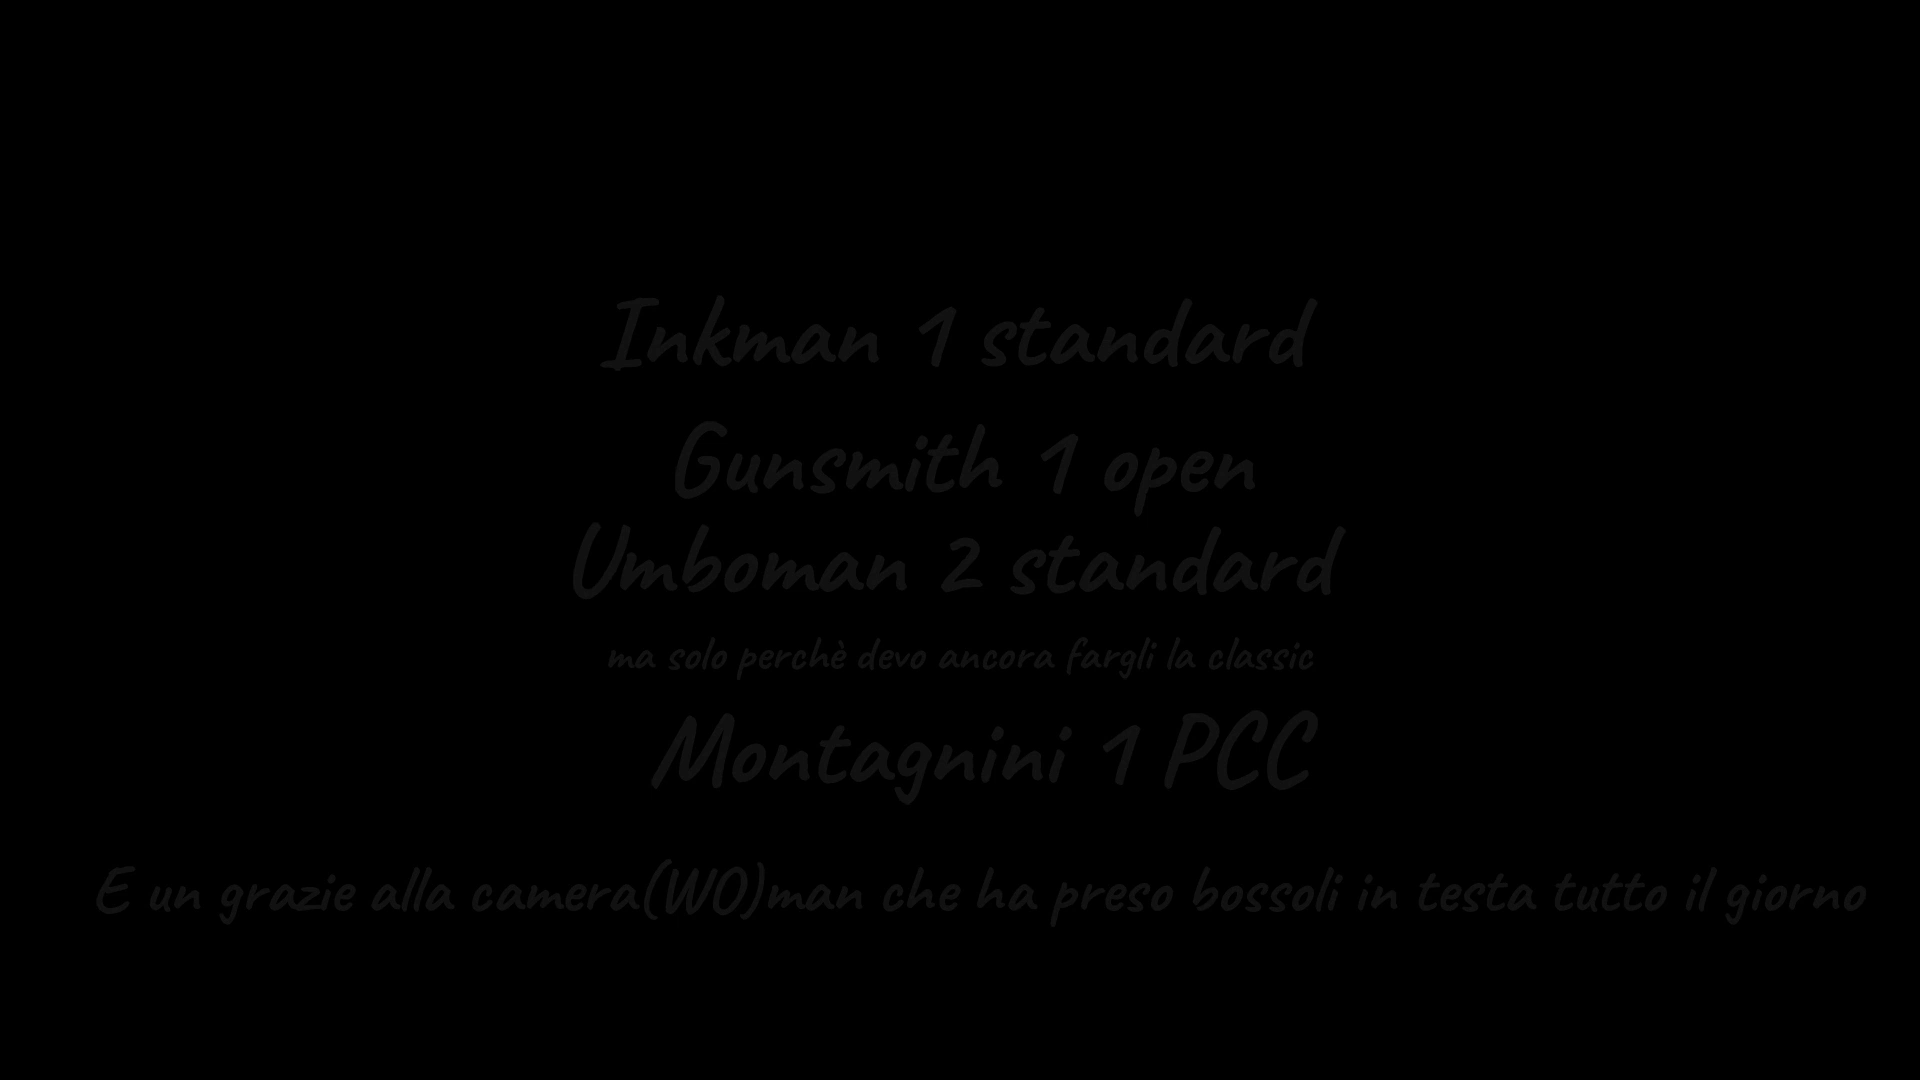 Inkman 1 standard
Gunsmith 1 open
Umboman 2 standard
ma solo perchè devo ancora fargli la classic
Montagnini 1 PCC
E un grazie alla camera(WO)man che ha preso bossoli in testa tutto il giorno